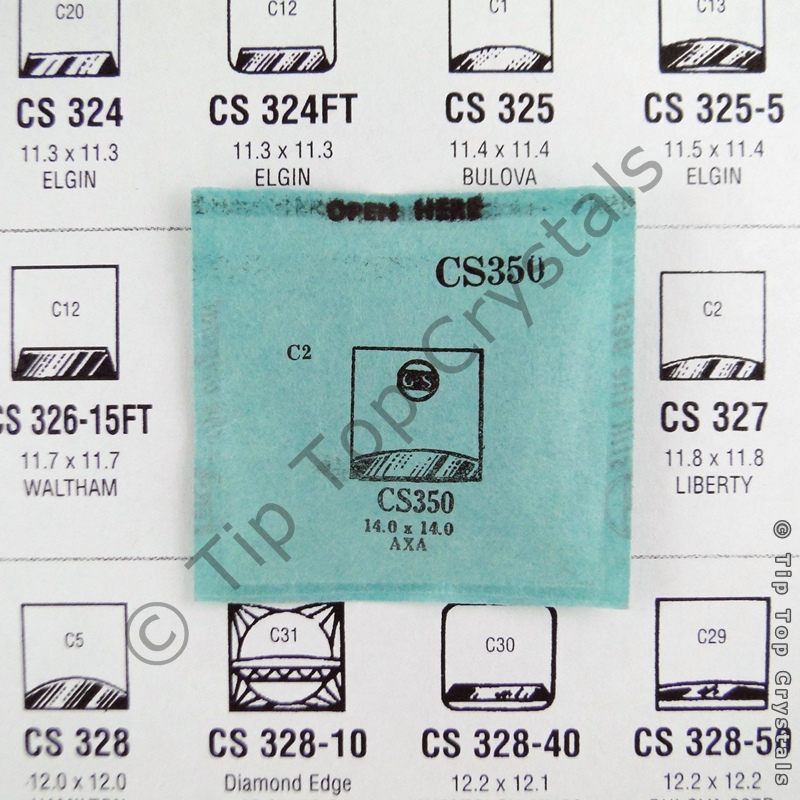 C20
C12
C1
C13
CS 324
CS 324FT
CS 325
CS 325-5
11.3 x 11.3
11.3 x 11.3
11.4 x 11.4
11.5 x 11.4
ELGIN
ELGIN
BULOVA
ELGIN
OPEN HERE
CS350
C2
G-S
CS350
14.0 x 14.0
AXA
C12
CS 326-15FT
11.7 x 11.7
WALTHAM
C2
CS 327
11.8 x 11.8
LIBERTY
C5
C31
C30
C29
CS 328
CS 328-10
CS 328-40
CS 328-50
12.0 x 12.0
Diamond Edge
12.2 x 12.1
12.2 x 12.2
© Tip Top Crystals
© Tip Top Crystals